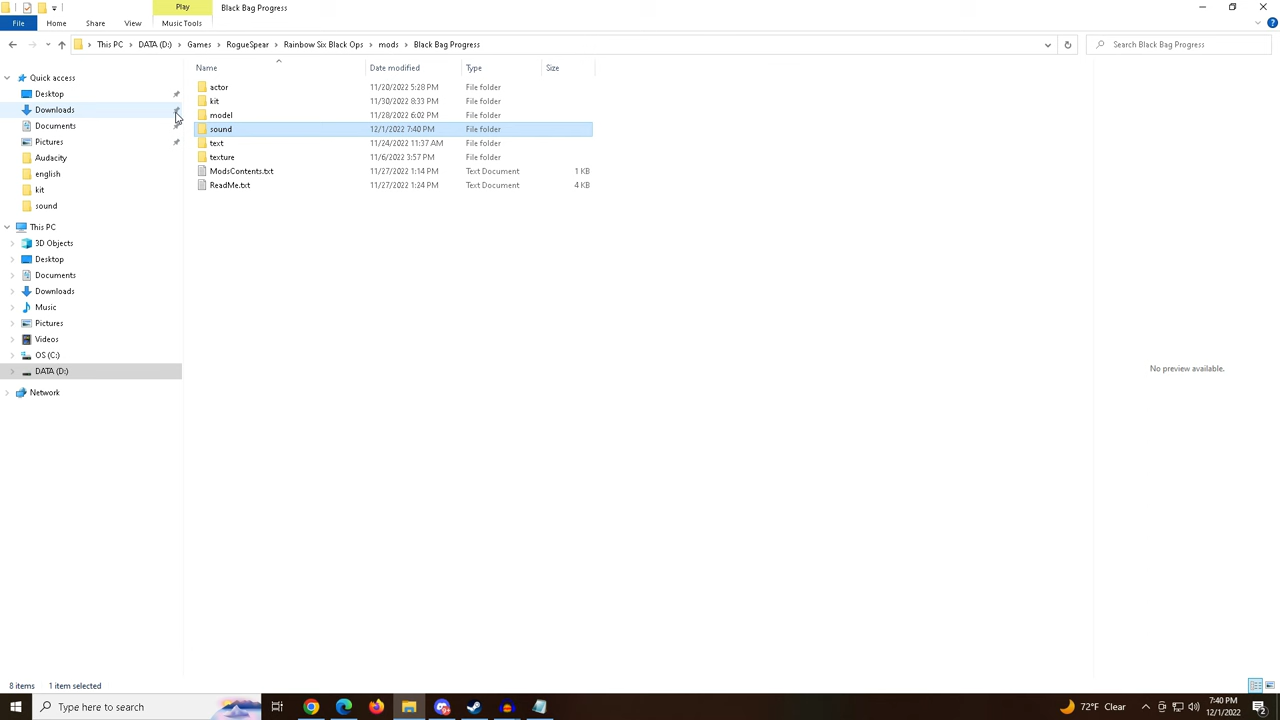 Play
Black Bag Progress
File
Home
Share
View
Music Tools
This PC
DATA (D:)
Games
RogueSpear
Rainbow Six Black Ops
mods
Black Bag Progress
Search Black Bag Progress
Name
Date modified
Type
Size
Quick access
Desktop
Downloads
Documents
Pictures
Audacity
english
kit
sound
This PC
3D Objects
Desktop
Documents
Downloads
Music
Pictures
Videos
OS (C:)
DATA (D:)
Network
actor 11/20/2022 5:28 PM File folder
kit 11/30/2022 8:33 PM File folder
model 11/28/2022 6:02 PM File folder
sound 12/1/2022 7:40 PM File folder
text 11/24/2022 11:37 AM File folder
texture 11/6/2022 3:57 PM File folder
ModsContents.txt 11/27/2022 1:14 PM Text Document 1 KB
ReadMe.txt 11/27/2022 1:24 PM Text Document 4 KB
No preview available.
8 items 1 item selected
Type here to search
72°F Clear
7:40 PM
12/1/2022
2